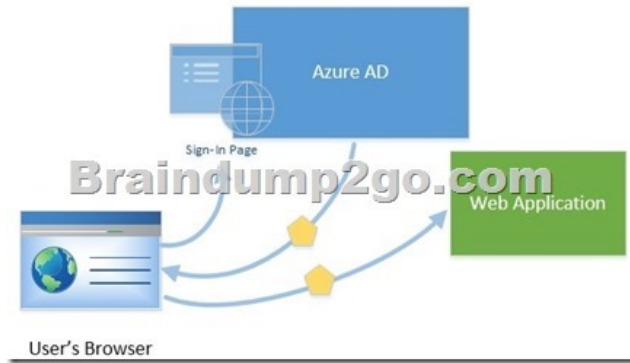 Azure AD
Sign-In Page
Braindump2go.com
Web Application
User's Browser